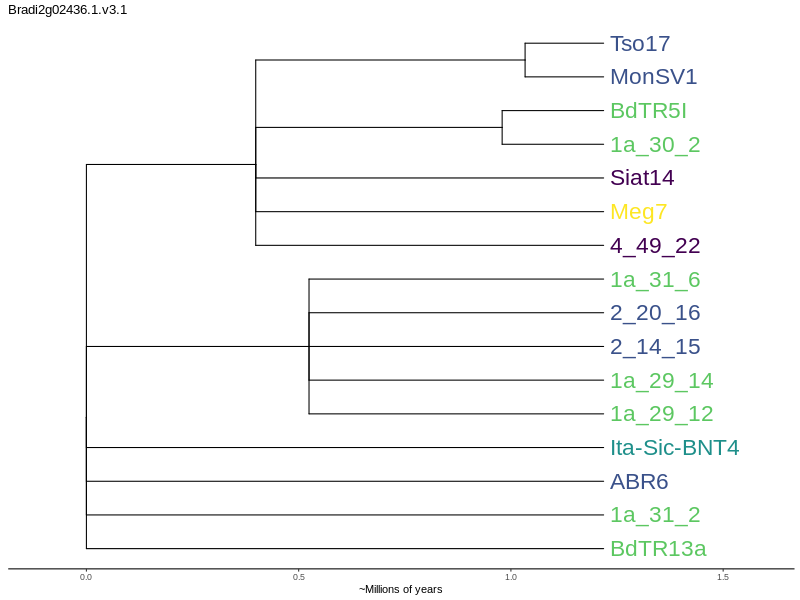 Bradi2g02436.1.v3.1
Tso17
MonSV1
BdTR5I
1a_30_2
Siat14
Meg7
4_49_22
1a_31_6
2_20_16
2_14_15
1a_29_14
1a_29_12
Ita-Sic-BNT4
ABR6
1a_31_2
BdTR13a
0.0 0.5 1.0 1.5
~Millions of years